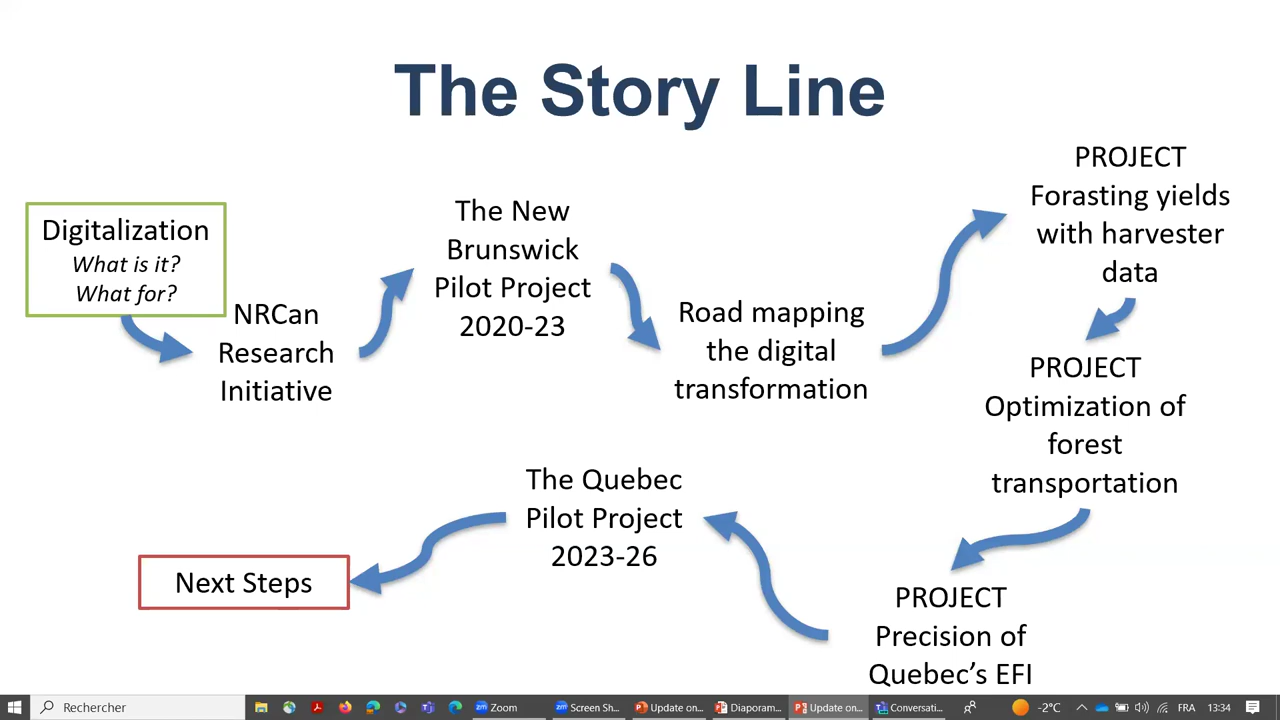 The Story Line
Digitalization
What is it?
What for?
NRCan
Research
Initiative
The New
Brunswick
Pilot Project
2020-23
Road mapping
the digital
transformation
PROJECT
Forasting yields
with harvester
data
PROJECT
Optimization of
forest
transportation
PROJECT
Precision of
Quebec's EFI
The Quebec
Pilot Project
2023-26
Next Steps
Rechercher
Zoom
Screen Sh...
Update on...
Diaporam...
Update on...
Conversati...
-2°C
FRA
13:34